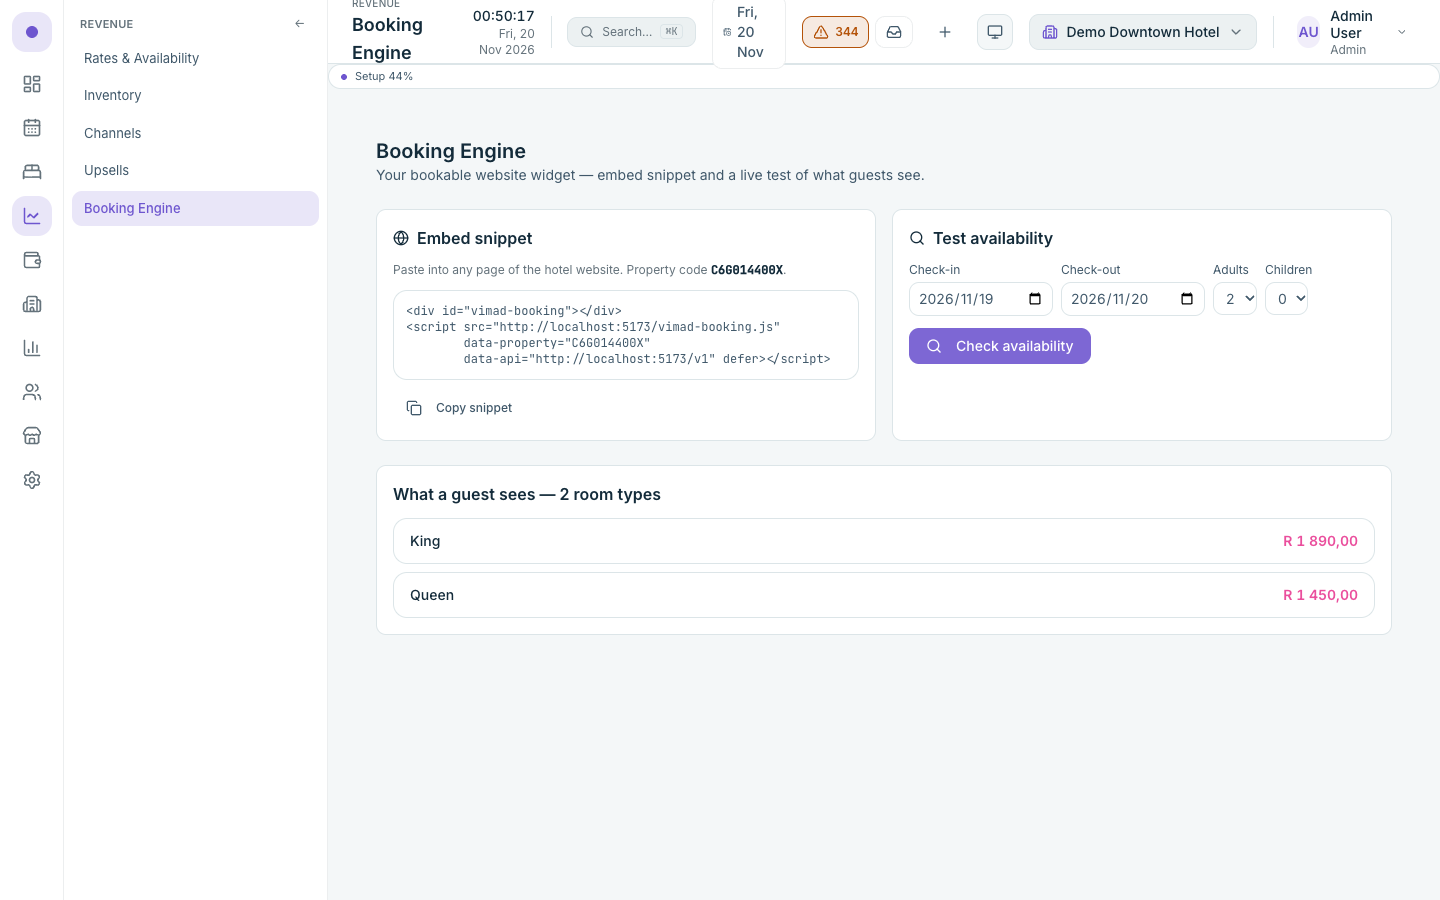 REVENUE
Rates & Availability
Inventory
Channels
Upsells
Booking Engine
REVENUE
Booking
Engine
00:50:17
Fri, 20
Nov 2026
Search... ⌘K
Fri,
20
Nov
344
Demo Downtown Hotel
AU
Admin
User
Admin
Setup 44%
Booking Engine
Your bookable website widget — embed snippet and a live test of what guests see.
Embed snippet
Paste into any page of the hotel website. Property code C6G014400X.
<div id="vimad-booking"></div>
<script src="http://localhost:5173/vimad-booking.js"
data-property="C6G014400X"
data-api="http://localhost:5173/v1" defer></script>
Copy snippet
Test availability
Check-in Check-out Adults Children
2026/11/19 2026/11/20 2 0
Check availability
What a guest sees — 2 room types
King R 1 890,00
Queen R 1 450,00